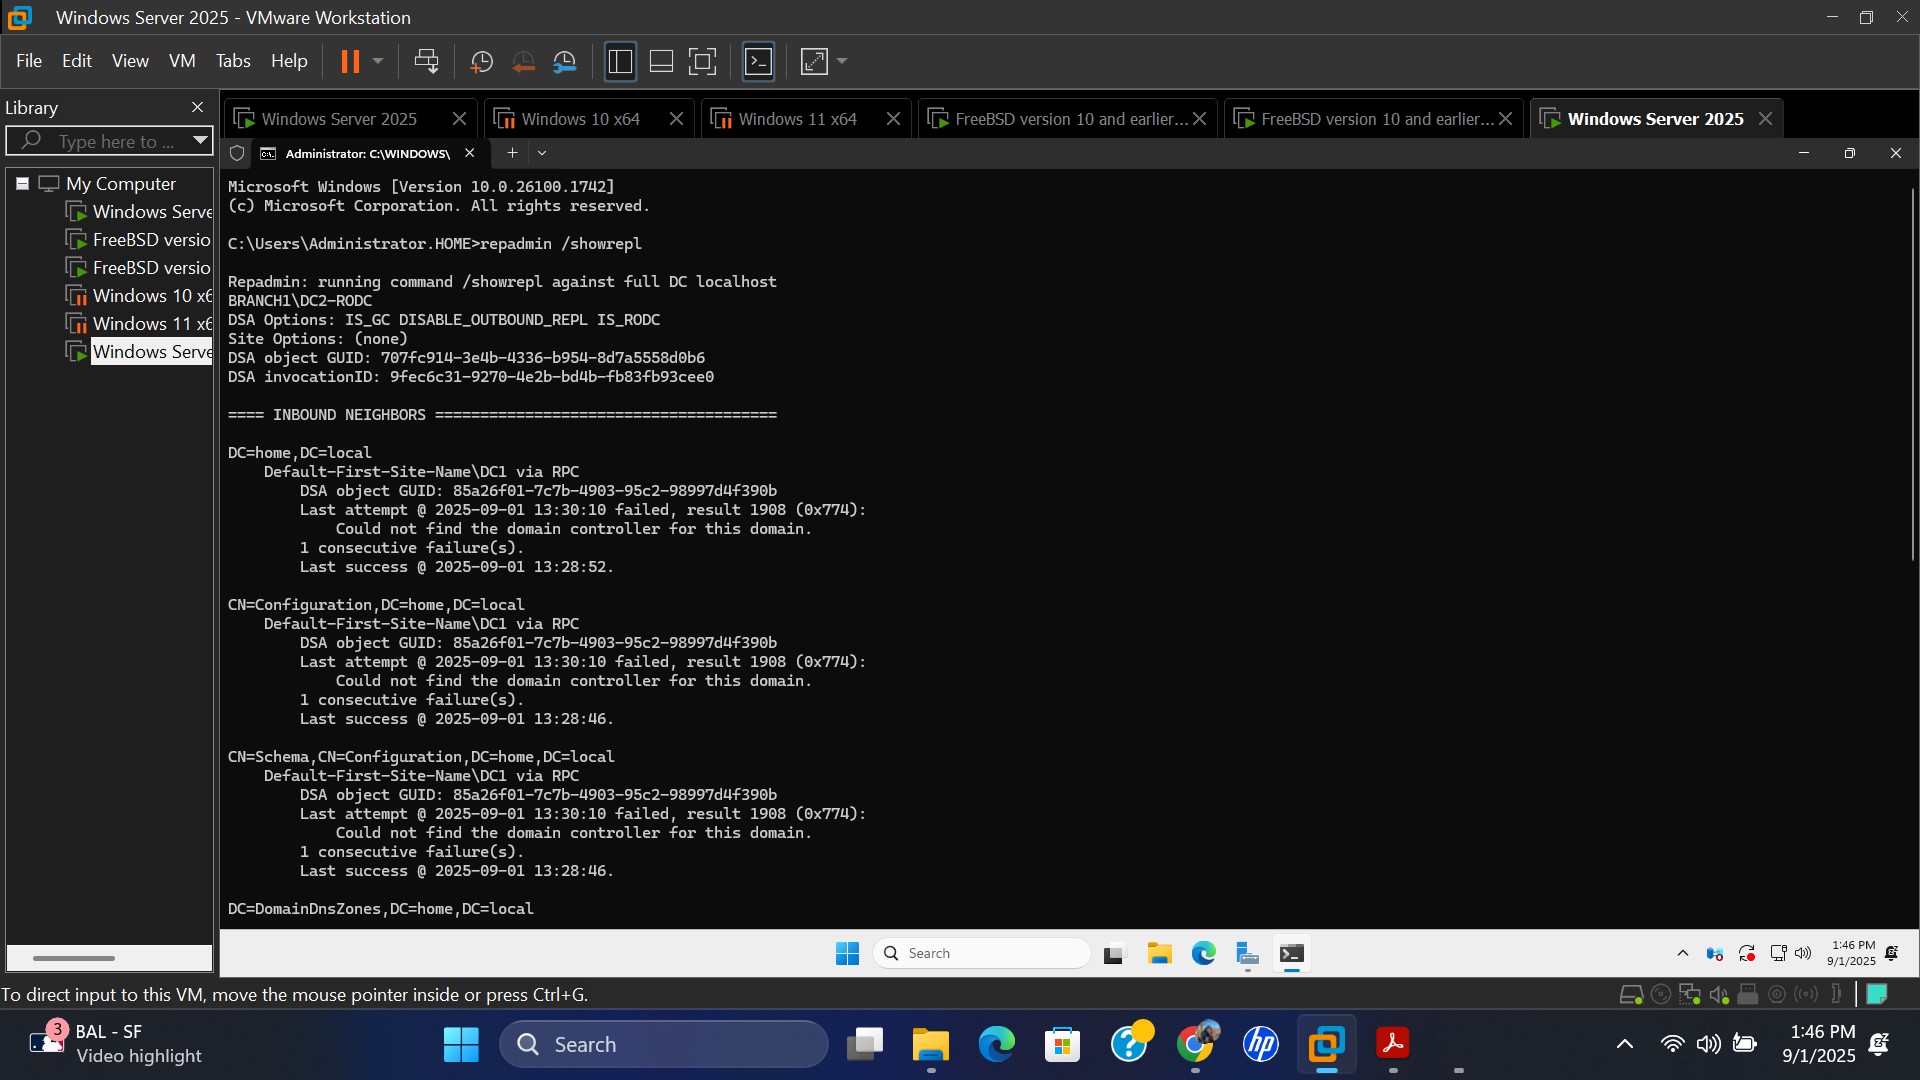 Windows Server 2025 - VMware Workstation
File Edit View VM Tabs Help
Library
Type here to ...
My Computer
Windows Serve
FreeBSD versio
FreeBSD versio
Windows 10 x6
Windows 11 x6
Windows Serve
Windows Server 2025
Windows 10 x64
Windows 11 x64
FreeBSD version 10 and earlier...
FreeBSD version 10 and earlier...
Windows Server 2025
Administrator: C:\WINDOWS\
Microsoft Windows [Version 10.0.26100.1742]
(c) Microsoft Corporation. All rights reserved.
C:\Users\Administrator.HOME>repadmin /showrepl
Repadmin: running command /showrepl against full DC localhost
BRANCH1\DC2-RODC
DSA Options: IS_GC DISABLE_OUTBOUND_REPL IS_RODC
Site Options: (none)
DSA object GUID: 707fc914-3e4b-4336-b954-8d7a5558d0b6
DSA invocationID: 9fec6c31-9270-4e2b-bd4b-fb83fb93cee0
==== INBOUND NEIGHBORS ======================================
DC=home,DC=local
Default-First-Site-Name\DC1 via RPC
DSA object GUID: 85a26f01-7c7b-4903-95c2-98997d4f390b
Last attempt @ 2025-09-01 13:30:10 failed, result 1908 (0x774):
Could not find the domain controller for this domain.
1 consecutive failure(s).
Last success @ 2025-09-01 13:28:52.
CN=Configuration,DC=home,DC=local
Default-First-Site-Name\DC1 via RPC
DSA object GUID: 85a26f01-7c7b-4903-95c2-98997d4f390b
Last attempt @ 2025-09-01 13:30:10 failed, result 1908 (0x774):
Could not find the domain controller for this domain.
1 consecutive failure(s).
Last success @ 2025-09-01 13:28:46.
CN=Schema,CN=Configuration,DC=home,DC=local
Default-First-Site-Name\DC1 via RPC
DSA object GUID: 85a26f01-7c7b-4903-95c2-98997d4f390b
Last attempt @ 2025-09-01 13:30:10 failed, result 1908 (0x774):
Could not find the domain controller for this domain.
1 consecutive failure(s).
Last success @ 2025-09-01 13:28:46.
DC=DomainDnsZones,DC=home,DC=local
Search
1:46 PM
9/1/2025
To direct input to this VM, move the mouse pointer inside or press Ctrl+G.
3
BAL - SF
Video highlight
Search
hp
1:46 PM
9/1/2025